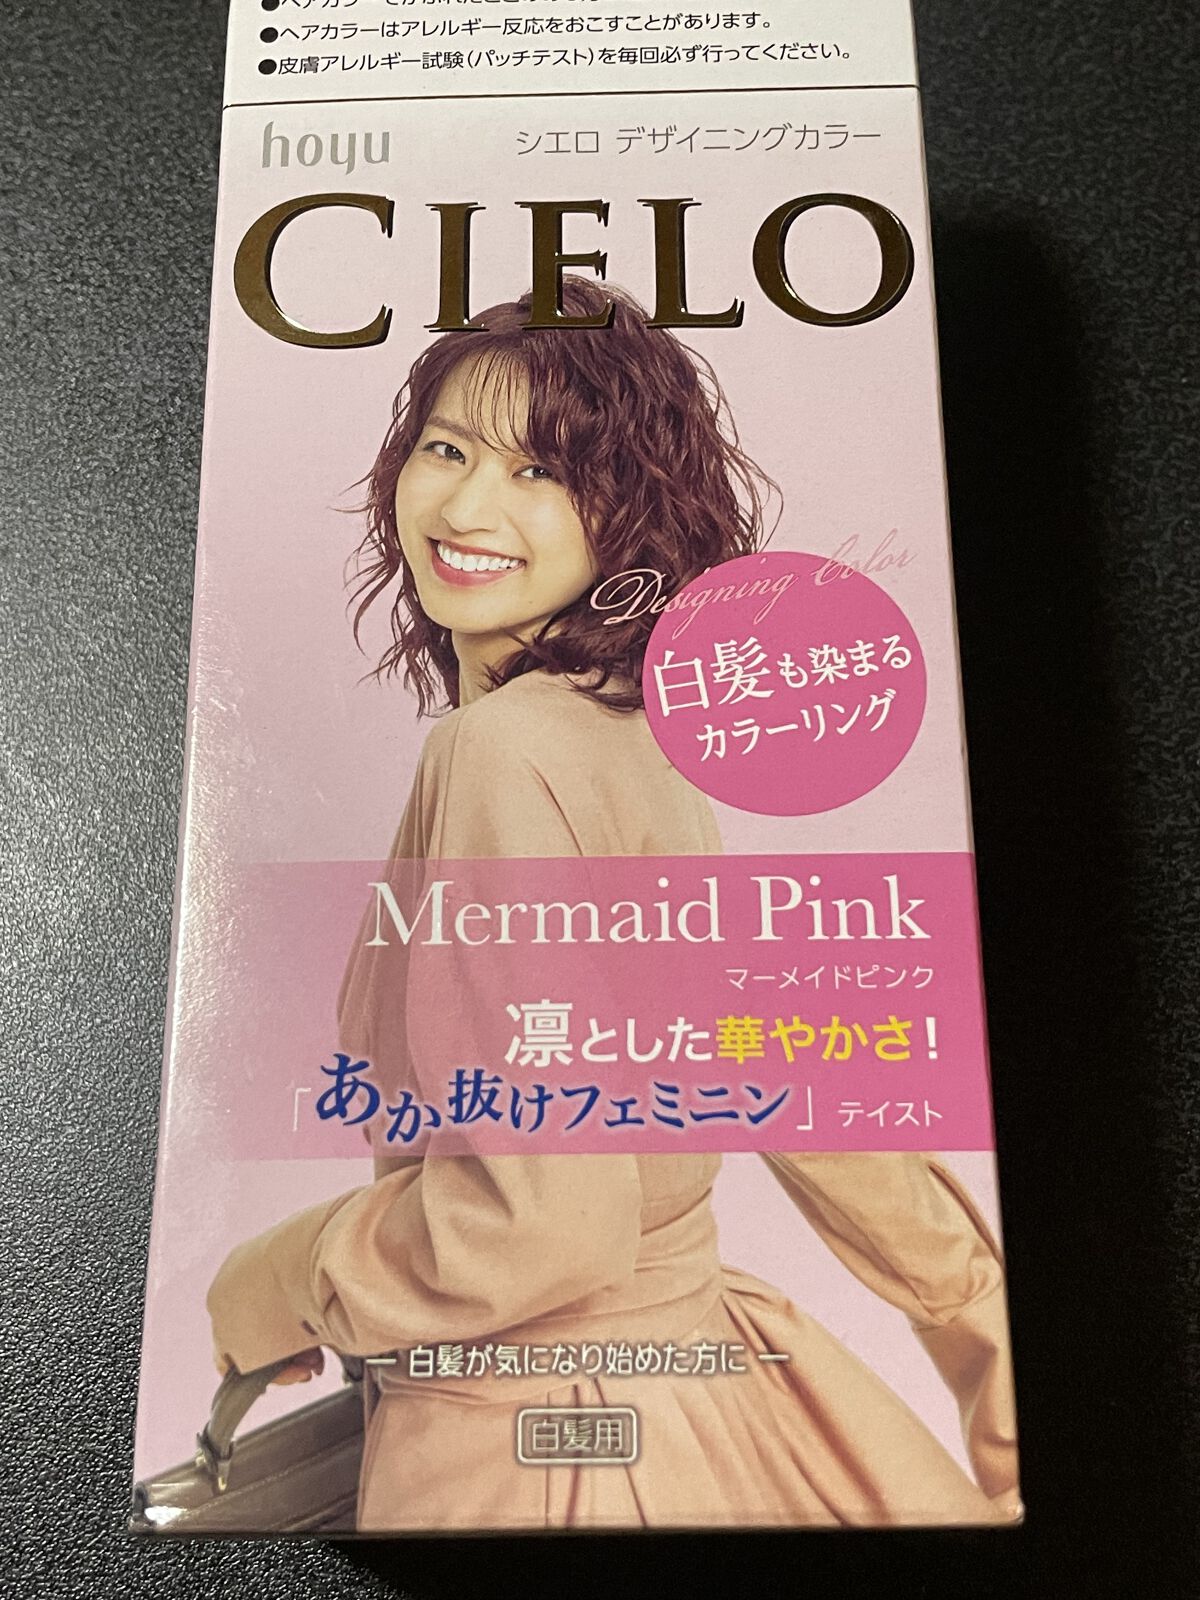 ●ヘアカラーはアレルギー反応をおこすことがあります。
●皮膚アレルギー試験(パッチテスト)を毎回必ず行ってください。
hoyu
シエロ デザイニングカラー
CIELO
Designing Color
白髪も染まる
カラーリング
Mermaid Pink
マーメイドピンク
凛とした華やかさ!
「あか抜けフェミニン」テイスト
― 白髪が気になり始めた方に ―
白髪用